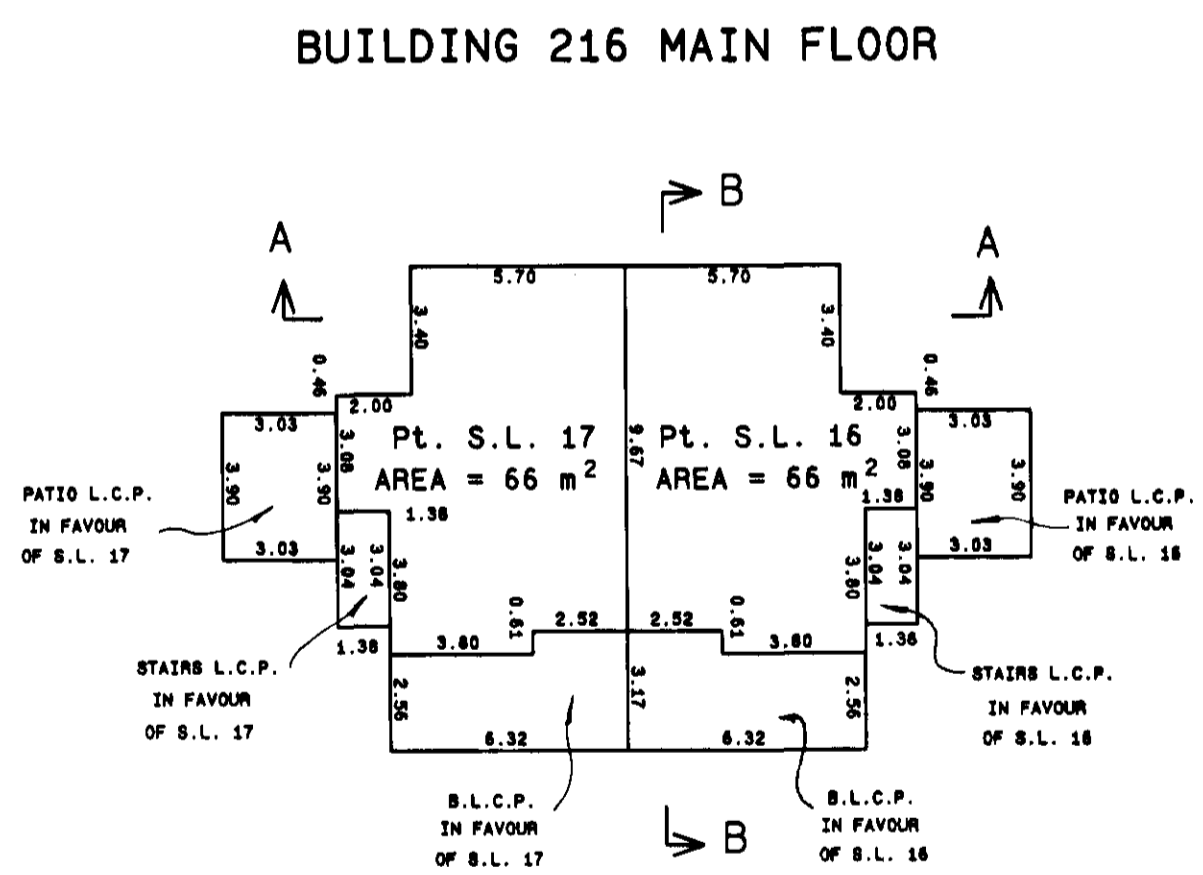 BUILDING 216 MAIN FLOOR
B
A
A
5.70
5.70
3.40
3.40
0.46
0.46
2.00
2.00
3.03
3.03
Pt. S.L. 17
AREA = 66 m²
Pt. S.L. 16
AREA = 66 m²
9.67
3.08
3.08
3.90
3.90
3.90
3.90
1.38
1.38
PATIO L.C.P.
IN FAVOUR
OF S.L. 17
PATIO L.C.P.
IN FAVOUR
OF S.L. 16
3.03
3.03
3.04
3.04
3.80
3.80
3.04
3.04
0.61
2.52
2.52
0.61
1.38
3.80
3.80
1.38
STAIRS L.C.P.
IN FAVOUR
OF S.L. 17
STAIRS L.C.P.
IN FAVOUR
OF S.L. 16
2.56
3.17
2.56
6.32
6.32
B.L.C.P.
IN FAVOUR
OF S.L. 17
B.L.C.P.
IN FAVOUR
OF S.L. 16
B